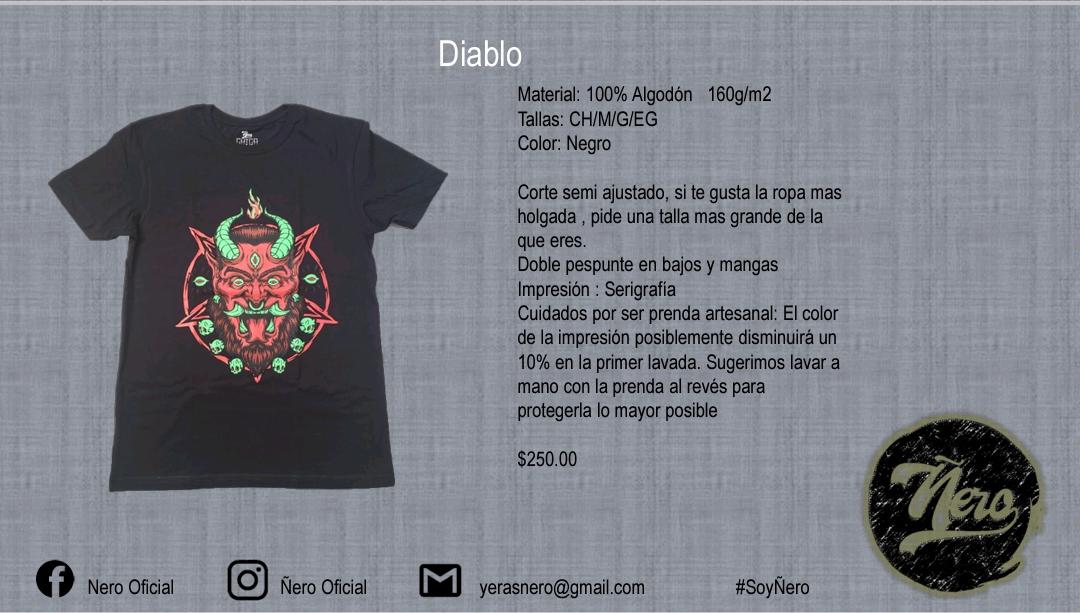 Diablo
Material: 100% Algodón 160g/m2
Tallas: CH/M/G/EG
Color: Negro
Corte semi ajustado, si te gusta la ropa mas
holgada , pide una talla mas grande de la
que eres.
Doble pespunte en bajos y mangas
Impresión : Serigrafía
Cuidados por ser prenda artesanal: El color
de la impresión posiblemente disminuirá un
10% en la primer lavada. Sugerimos lavar a
mano con la prenda al revés para
protegerla lo mayor posible
$250.00
Ñero
Nero Oficial
Ñero Oficial
yerasnero@gmail.com
#SoyÑero